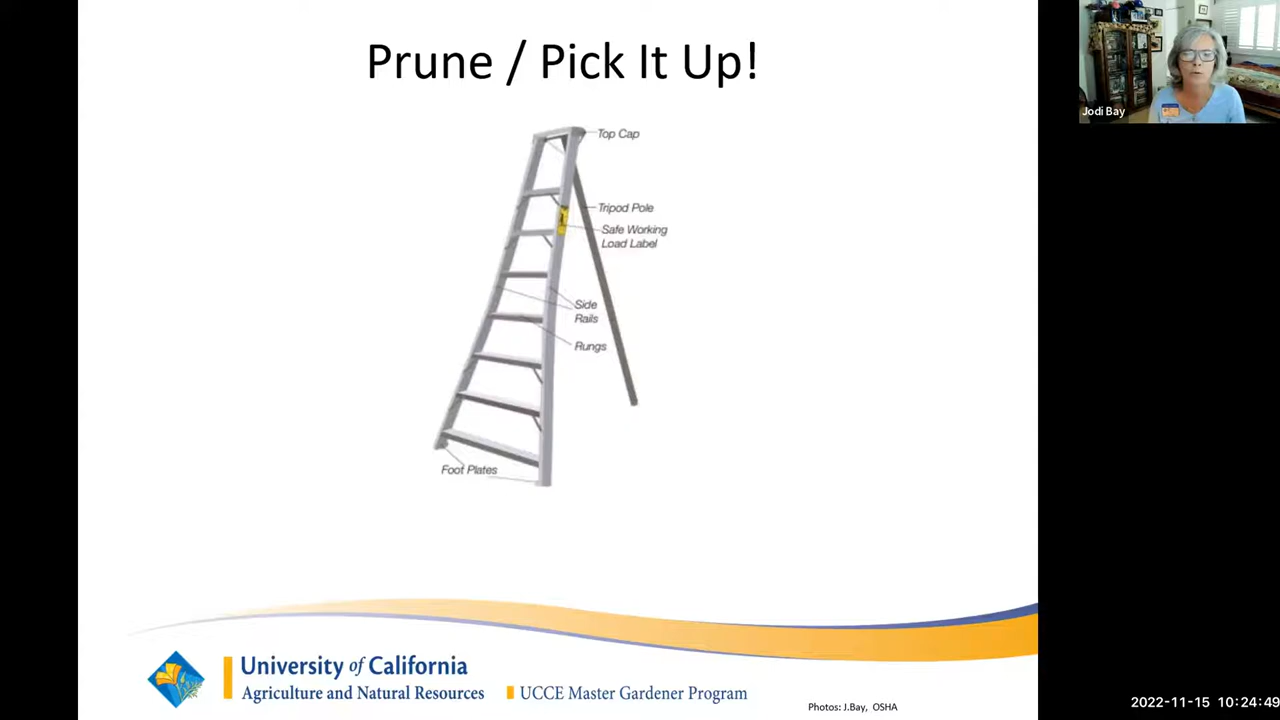 Prune / Pick It Up!
Jodi Bay
Top Cap
Tripod Pole
Safe Working
Load Label
Side
Rails
Rungs
Foot Plates
University of California
Agriculture and Natural Resources
UCCE Master Gardener Program
Photos: J.Bay, OSHA
2022-11-15 10:24:49